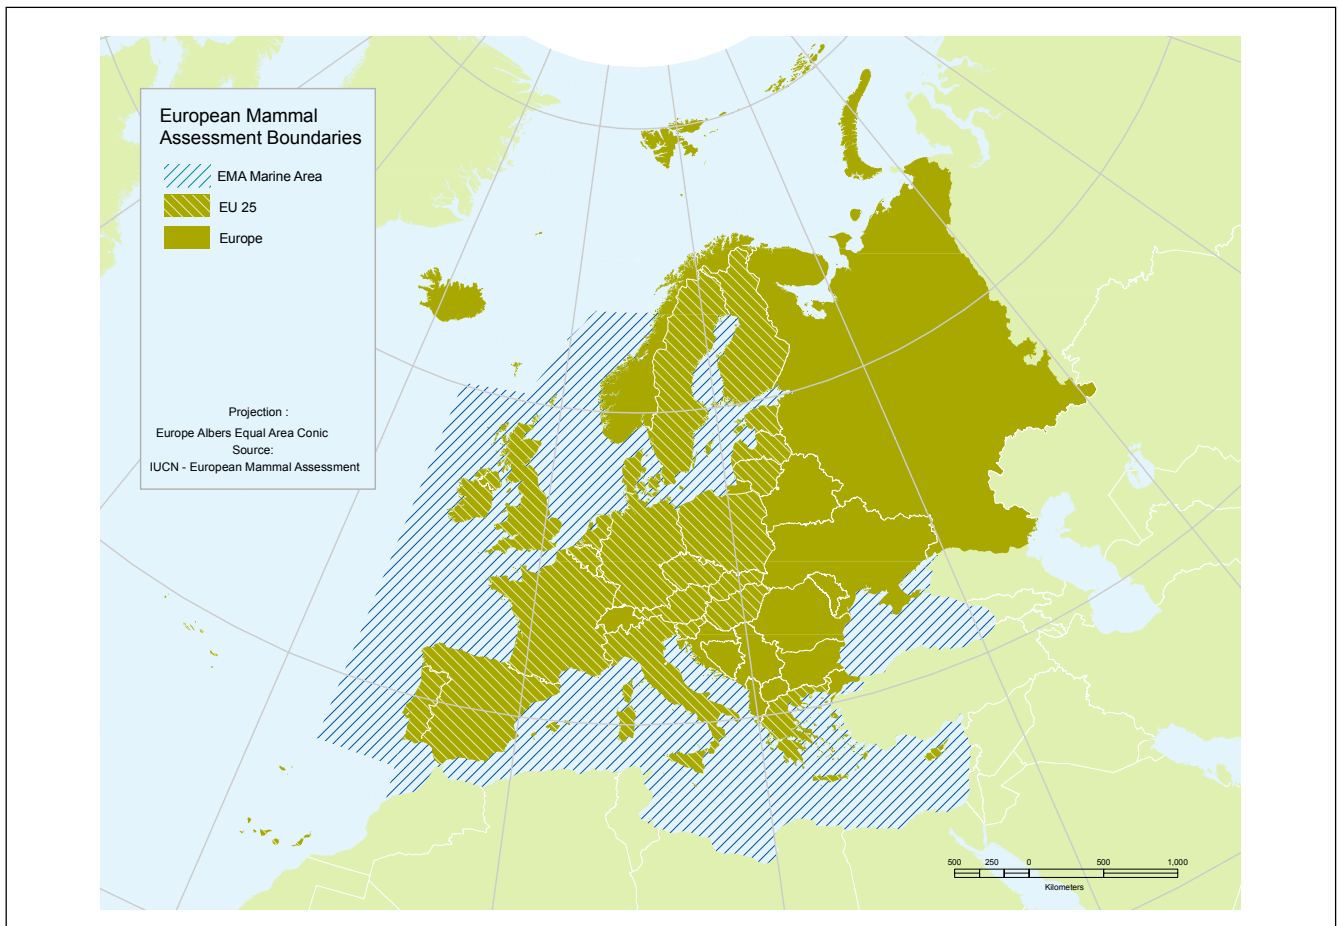 European Mammal
Assessment Boundaries
EMA Marine Area
EU 25
Europe
Projection :
Europe Albers Equal Area Conic
Source:
IUCN - European Mammal Assessment
500 250 0 500 1,000
Kilometers